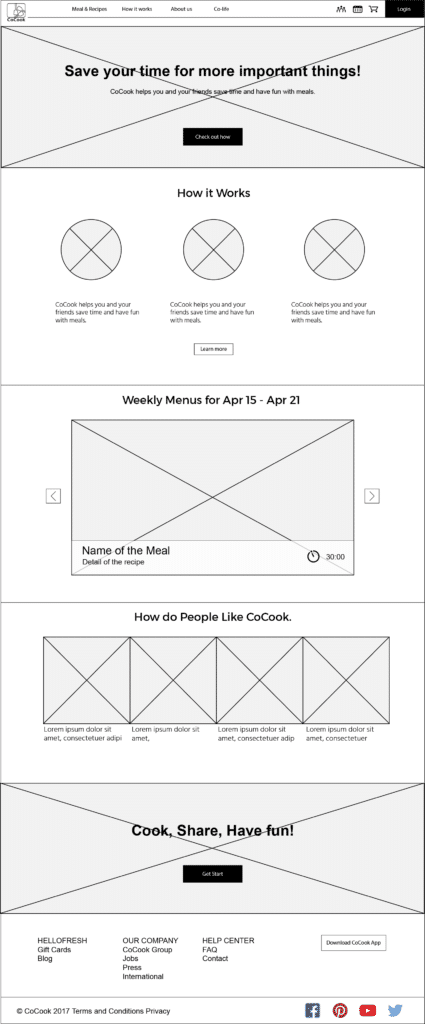 CoCook
Meal & Recipes How it works About us Co-life Login
Save your time for more important things!
CoCook helps you and your friends save time and have fun with meals.
Check out how
How it Works
CoCook helps you and your
friends save time and have fun
with meals.
CoCook helps you and your
friends save time and have fun
with meals.
CoCook helps you and your
friends save time and have fun
with meals.
Learn more
Weekly Menus for Apr 15 - Apr 21
Name of the Meal
Detail of the recipe
30:00
How do People Like CoCook.
Lorem ipsum dolor sit
amet, consectetuer adipi
Lorem ipsum dolor sit
amet,
Lorem ipsum dolor sit
amet, consectetuer adip
Lorem ipsum dolor sit
amet, consectetuer
Cook, Share, Have fun!
Get Start
HELLOFRESH
Gift Cards
Blog
OUR COMPANY
CoCook Group
Jobs
Press
International
HELP CENTER
FAQ
Contact
Download CoCook App
© CoCook 2017 Terms and Conditions Privacy